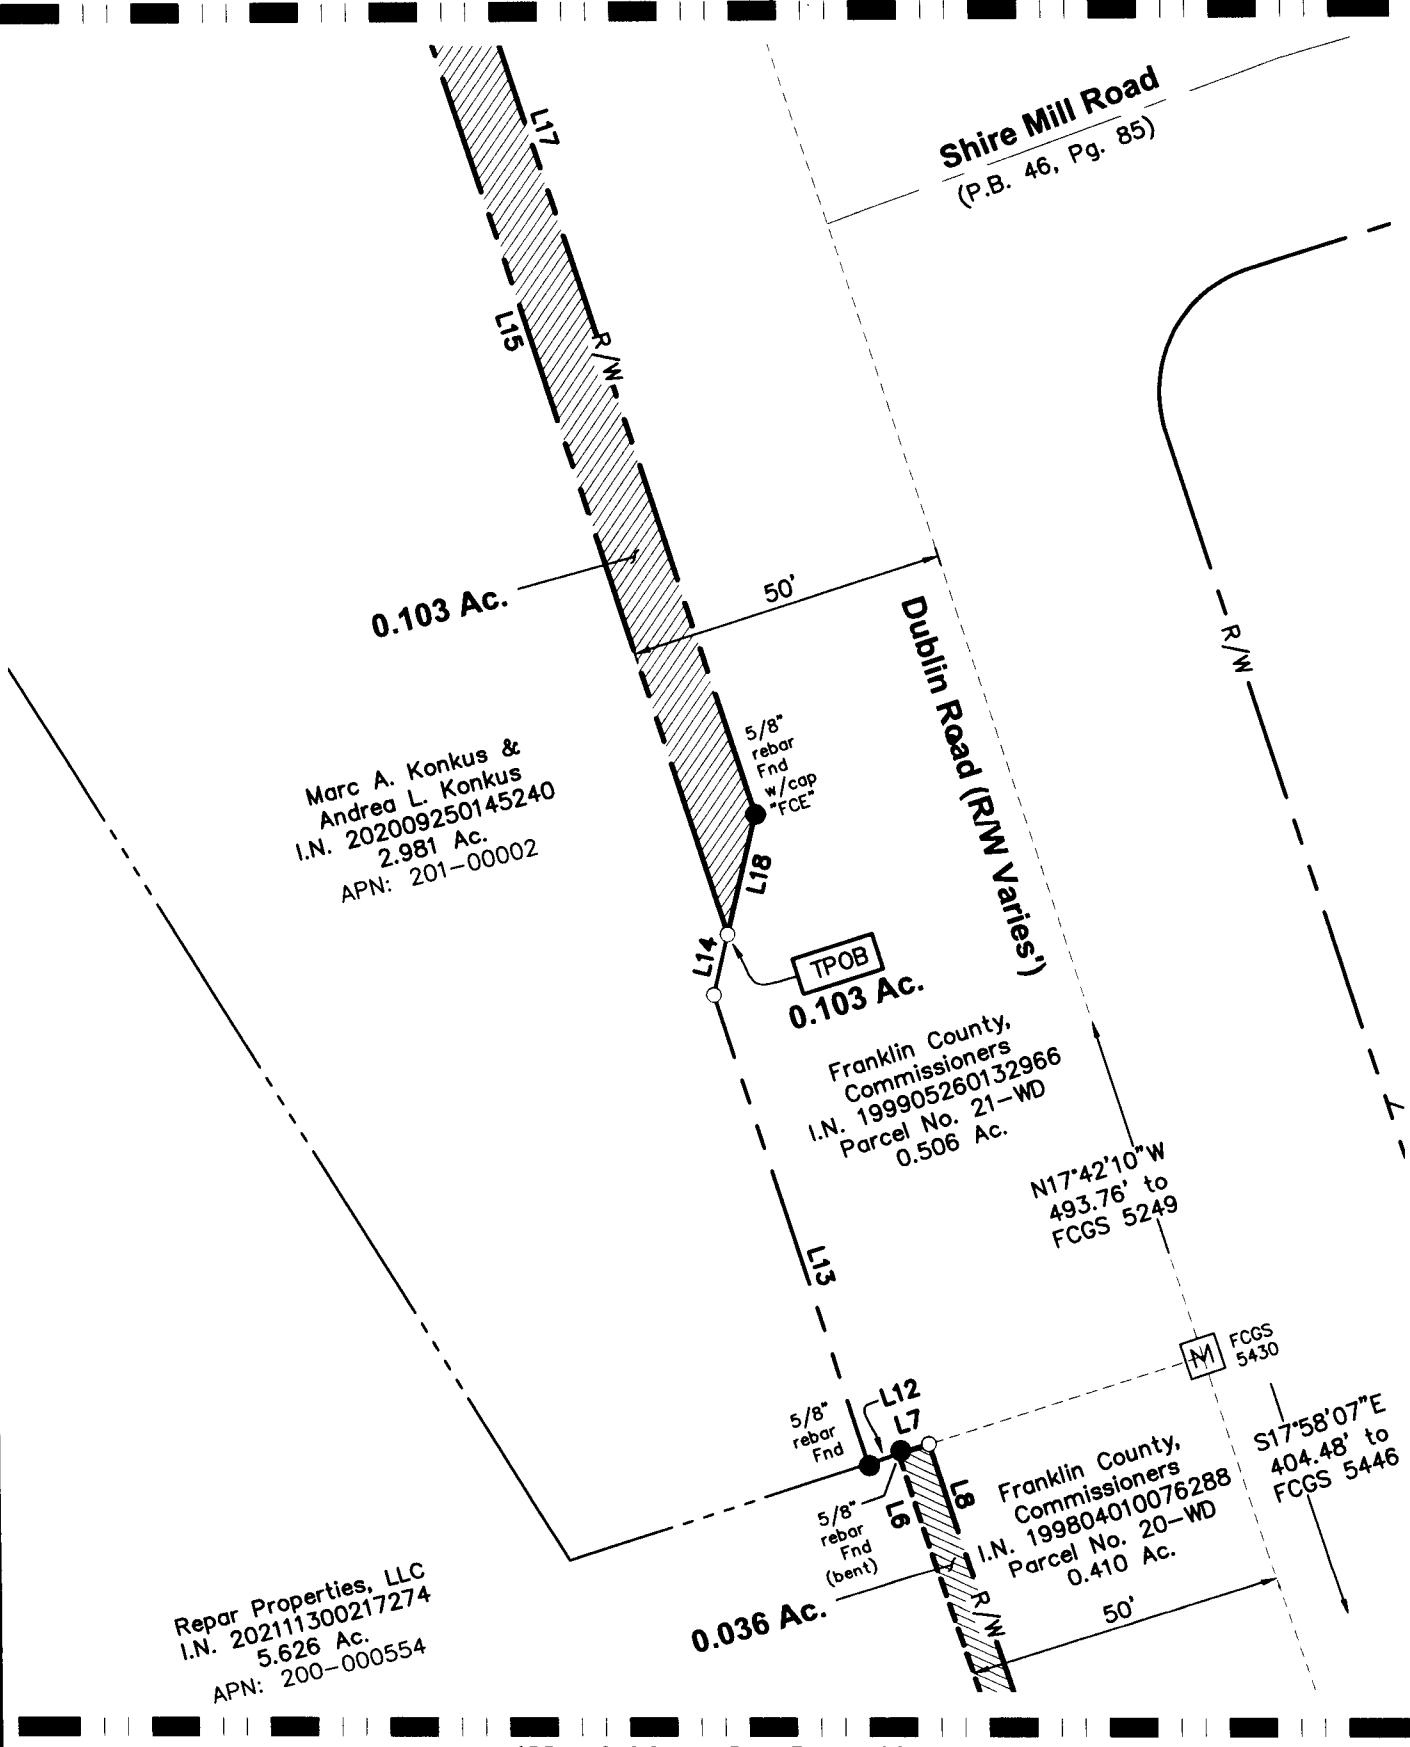 L17
Shire Mill Road
(P.B. 46, Pg. 85)
L15
R/W
0.103 Ac.
50'
Dublin Road (R/W Varies')
R/W
5/8"
rebar
Fnd
w/cap
"FCE"
Marc A. Konkus &
Andrea L. Konkus
I.N. 202009250145240
2.981 Ac.
APN: 201-00002
L18
L14
TPOB
0.103 Ac.
Franklin County,
Commissioners
I.N. 199905260132966
Parcel No. 21-WD
0.506 Ac.
N17°42'10"W
493.76' to
FCGS 5249
L13
M
FCGS
5430
L12
L7
5/8"
rebar
Fnd
S17°58'07"E
404.48' to
FCGS 5446
L8
L6
5/8"
rebar
Fnd
(bent)
Franklin County,
Commissioners
I.N. 199804010076288
Parcel No. 20-WD
0.410 Ac.
R/W
50'
0.036 Ac.
Repar Properties, LLC
I.N. 202111300217274
5.626 Ac.
APN: 200-000554